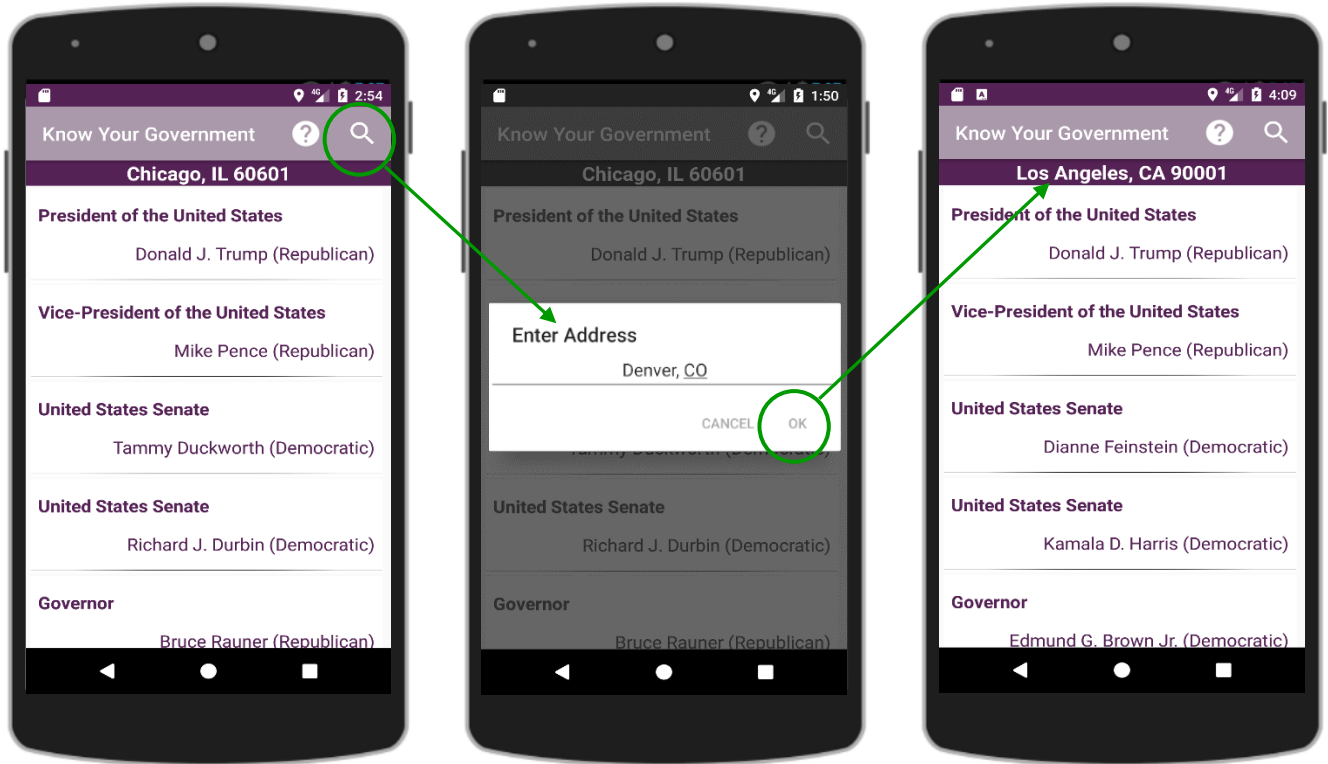 4G 2:54
Know Your Government ?
Chicago, IL 60601
President of the United States
Donald J. Trump (Republican)
Vice-President of the United States
Mike Pence (Republican)
United States Senate
Tammy Duckworth (Democratic)
United States Senate
Richard J. Durbin (Democratic)
Governor
Bruce Rauner (Republican)
4G 1:50
Know Your Government ?
Chicago, IL 60601
President of the United States
Donald J. Trump (Republican)
Enter Address
Denver, CO
CANCEL OK
Tammy Duckworth (Democratic)
United States Senate
Richard J. Durbin (Democratic)
Governor
Bruce Rauner (Republican)
A 4G 4:09
Know Your Government ?
Los Angeles, CA 90001
President of the United States
Donald J. Trump (Republican)
Vice-President of the United States
Mike Pence (Republican)
United States Senate
Dianne Feinstein (Democratic)
United States Senate
Kamala D. Harris (Democratic)
Governor
Edmund G. Brown Jr. (Democratic)